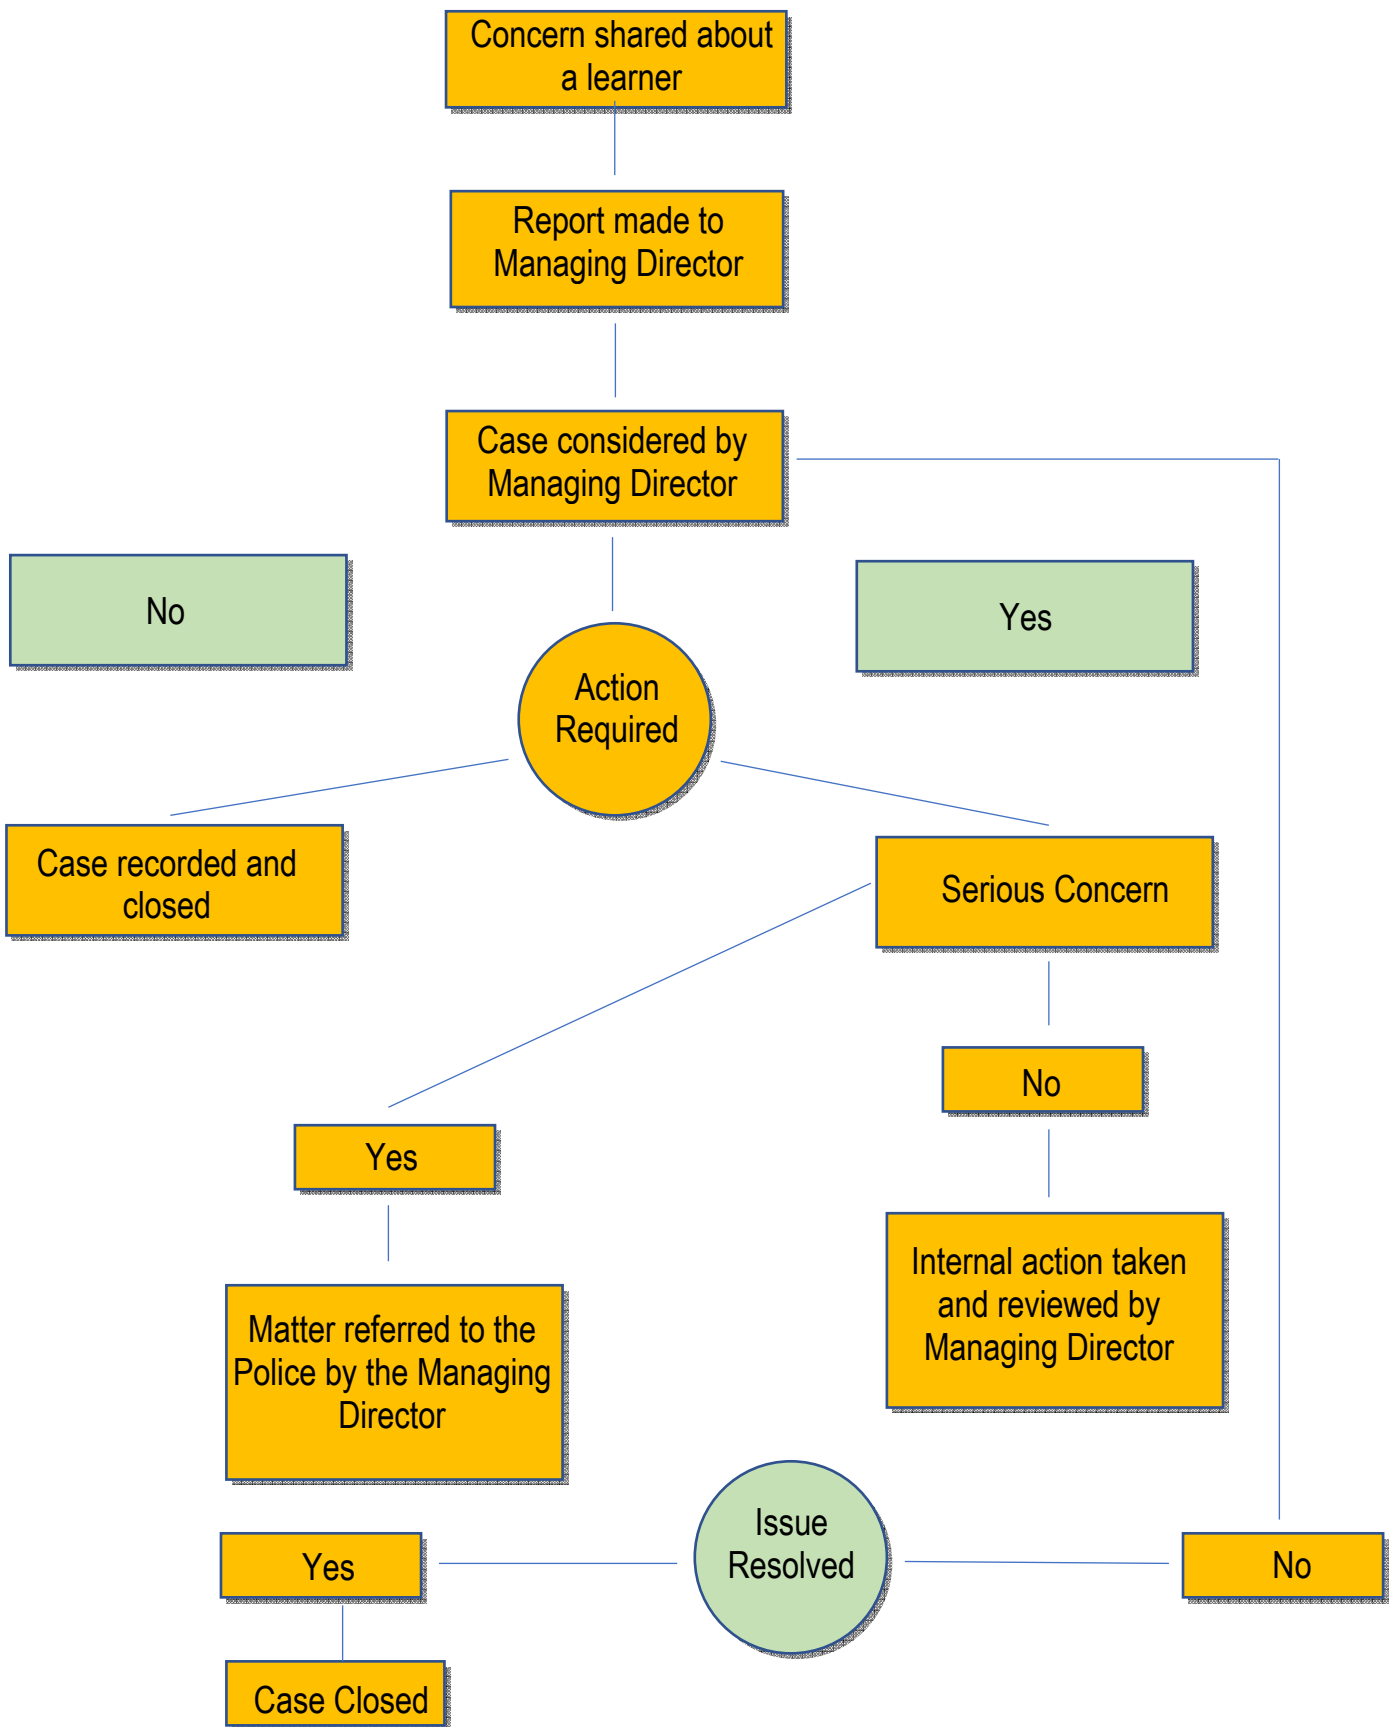 Concern shared about
a learner
Report made to
Managing Director
Case considered by
Managing Director
No
Yes
Action
Required
Case recorded and
closed
Serious Concern
No
Yes
Internal action taken
and reviewed by
Managing Director
Matter referred to the
Police by the Managing
Director
Issue
Resolved
Yes
No
Case Closed